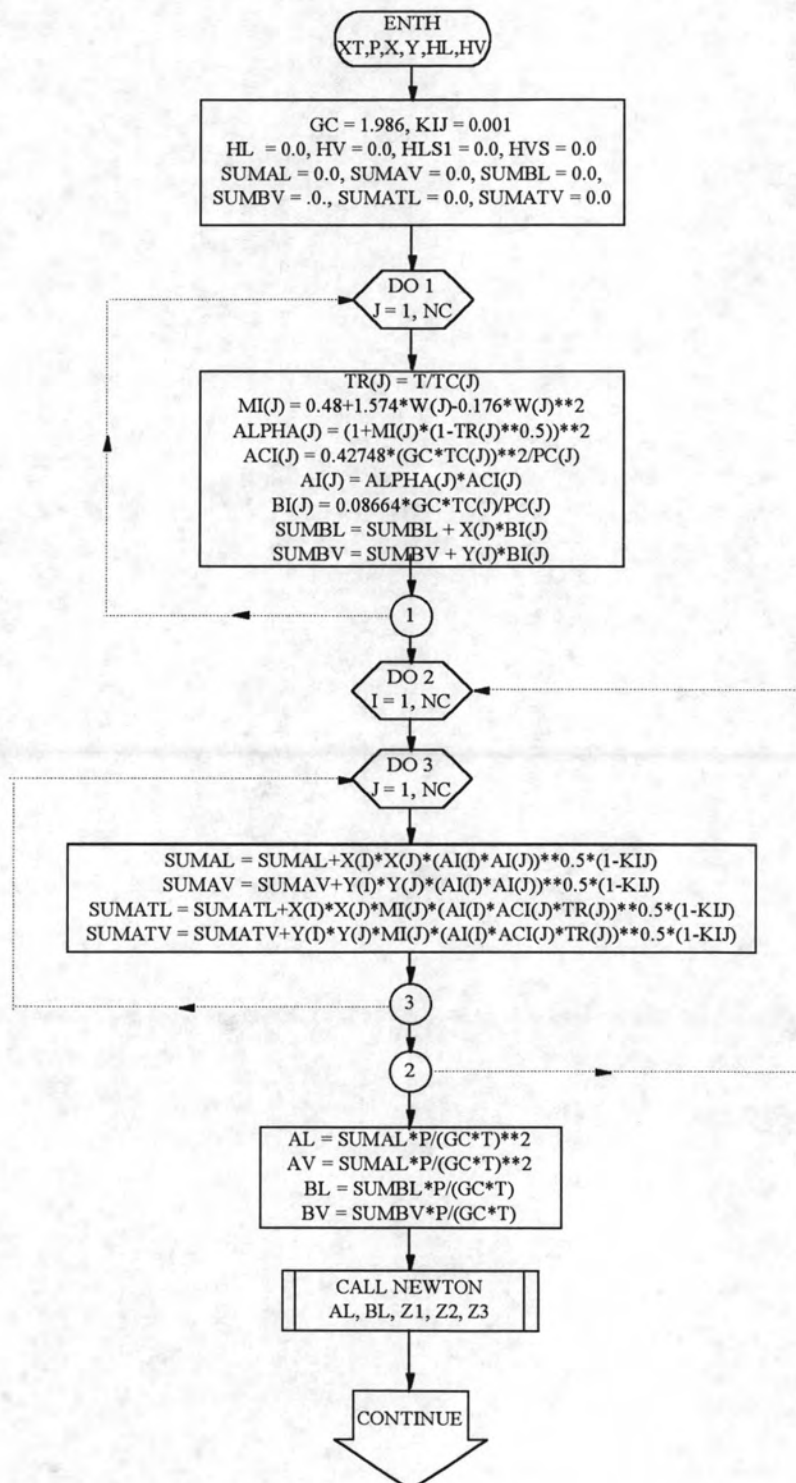 ENTH
XT,P,X,Y,HL,HV
GC = 1.986, KIJ = 0.001
HL = 0.0, HV = 0.0, HLS1 = 0.0, HVS = 0.0
SUMAL = 0.0, SUMAV = 0.0, SUMBL = 0.0,
SUMBV = .0., SUMATL = 0.0, SUMATV = 0.0
DO 1
J = 1, NC
TR(J) = T/TC(J)
MI(J) = 0.48+1.574*W(J)-0.176*W(J)**2
ALPHA(J) = (1+MI(J)*(1-TR(J)**0.5))**2
ACI(J) = 0.42748*(GC*TC(J))**2/PC(J)
AI(J) = ALPHA(J)*ACI(J)
BI(J) = 0.08664*GC*TC(J)/PC(J)
SUMBL = SUMBL + X(J)*BI(J)
SUMBV = SUMBV + Y(J)*BI(J)
1
DO 2
I = 1, NC
DO 3
J = 1, NC
SUMAL = SUMAL+X(I)*X(J)*(AI(I)*AI(J))**0.5*(1-KIJ)
SUMAV = SUMAV+Y(I)*Y(J)*(AI(I)*AI(J))**0.5*(1-KIJ)
SUMATL = SUMATL+X(I)*X(J)*MI(J)*(AI(I)*ACI(J)*TR(J))**0.5*(1-KIJ)
SUMATV = SUMATV+Y(I)*Y(J)*MI(J)*(AI(I)*ACI(J)*TR(J))**0.5*(1-KIJ)
3
2
AL = SUMAL*P/(GC*T)**2
AV = SUMAL*P/(GC*T)**2
BL = SUMBL*P/(GC*T)
BV = SUMBV*P/(GC*T)
CALL NEWTON
AL, BL, Z1, Z2, Z3
CONTINUE